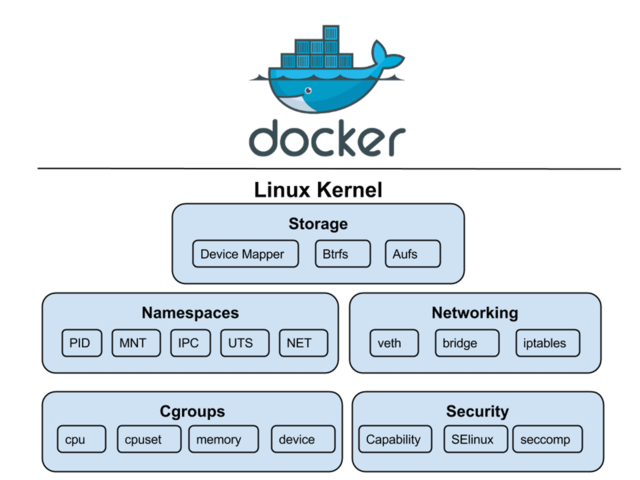 docker
Linux Kernel
Storage
Device Mapper Btrfs Aufs
Namespaces
PID MNT IPC UTS NET
Networking
veth bridge iptables
Cgroups
cpu cpuset memory device
Security
Capability SElinux seccomp